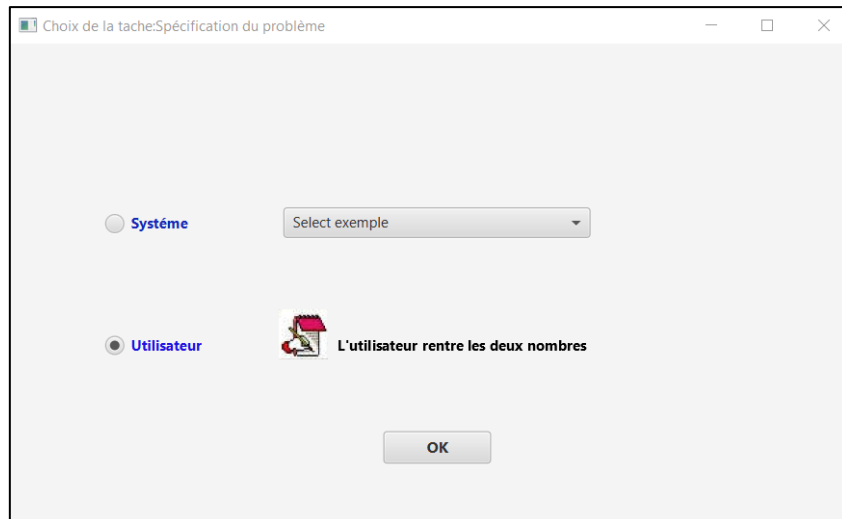 Choix de la tache:Spécification du problème
Systéme
Select exemple
Utilisateur
L'utilisateur rentre les deux nombres
OK